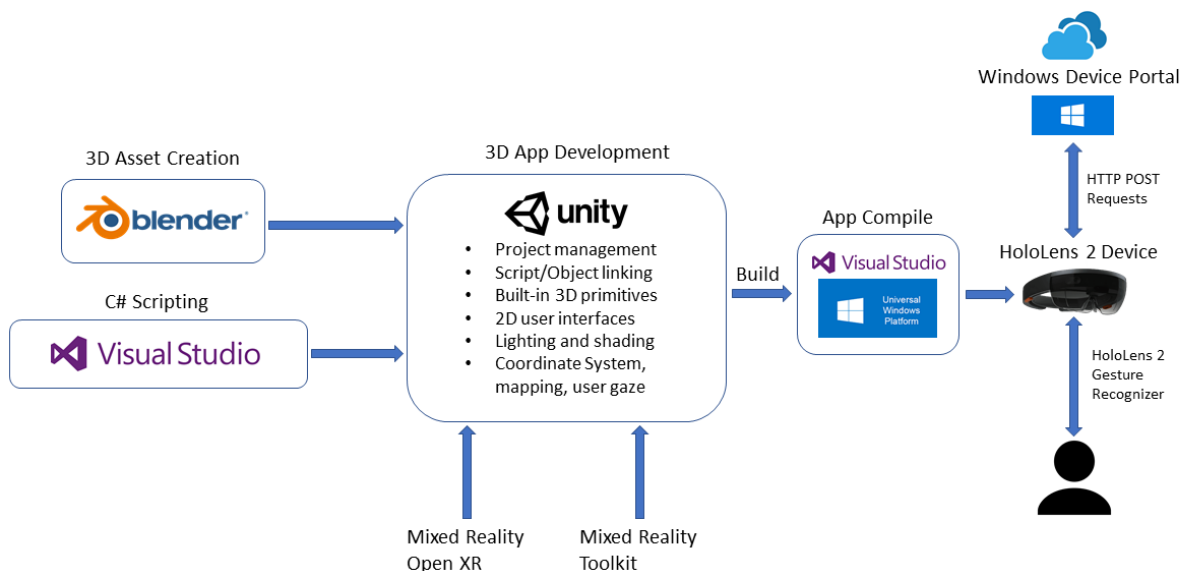 Windows Device Portal
3D Asset Creation
blender
C# Scripting
Visual Studio
3D App Development
unity
• Project management
• Script/Object linking
• Built-in 3D primitives
• 2D user interfaces
• Lighting and shading
• Coordinate System,
mapping, user gaze
Mixed Reality
Open XR
Mixed Reality
Toolkit
Build
App Compile
Visual Studio
Universal
Windows
Platform
HTTP POST
Requests
HoloLens 2 Device
HoloLens 2
Gesture
Recognizer